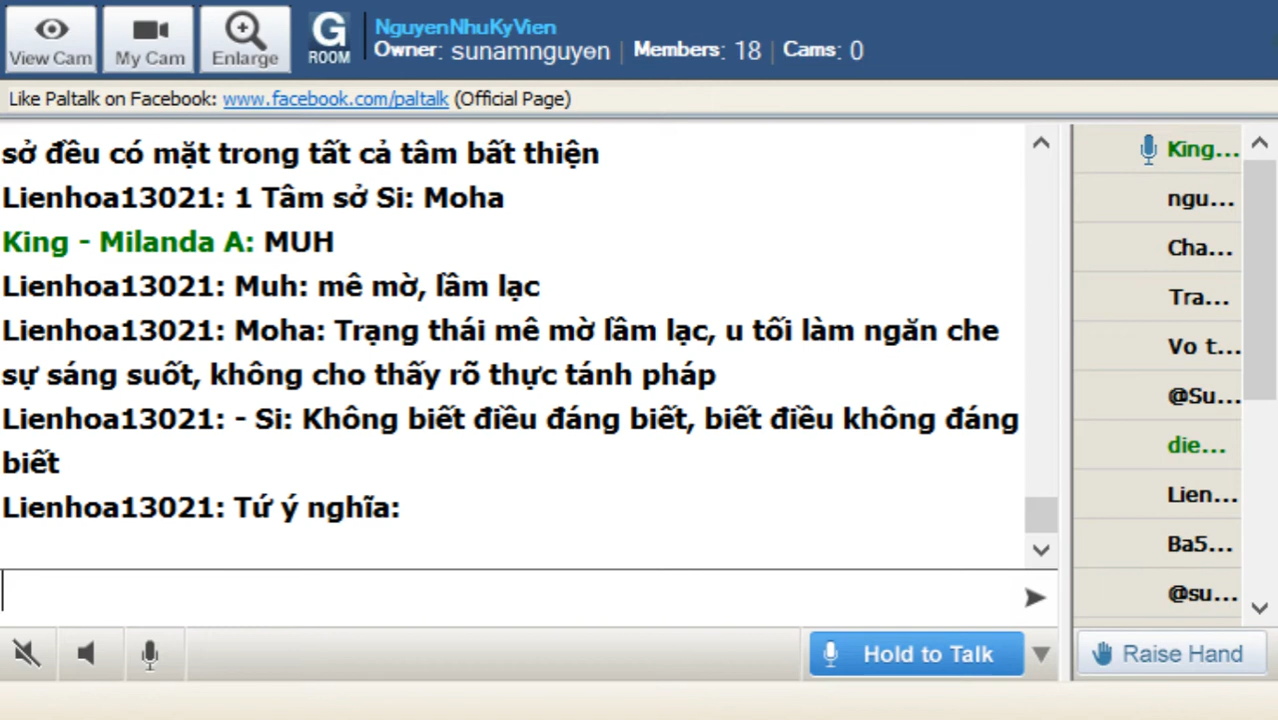 View Cam
My Cam
Enlarge
G
ROOM
NguyenNhuKyVien
Owner: sunamnguyen | Members: 18 | Cams: 0
Like Paltalk on Facebook: www.facebook.com/paltalk (Official Page)
sở đều có mặt trong tất cả tâm bất thiện
Lienhoa13021: 1 Tâm sở Si: Moha
King - Milanda A: MUH
Lienhoa13021: Muh: mê mờ, lầm lạc
Lienhoa13021: Moha: Trạng thái mê mờ lầm lạc, u tối làm ngăn che
sự sáng suốt, không cho thấy rõ thực tánh pháp
Lienhoa13021: - Si: Không biết điều đáng biết, biết điều không đáng
biết
Lienhoa13021: Tứ ý nghĩa:
King...
ngu...
Cha...
Tra...
Vo t...
@Su...
die...
Lien...
Ba5...
@su...
Hold to Talk
Raise Hand